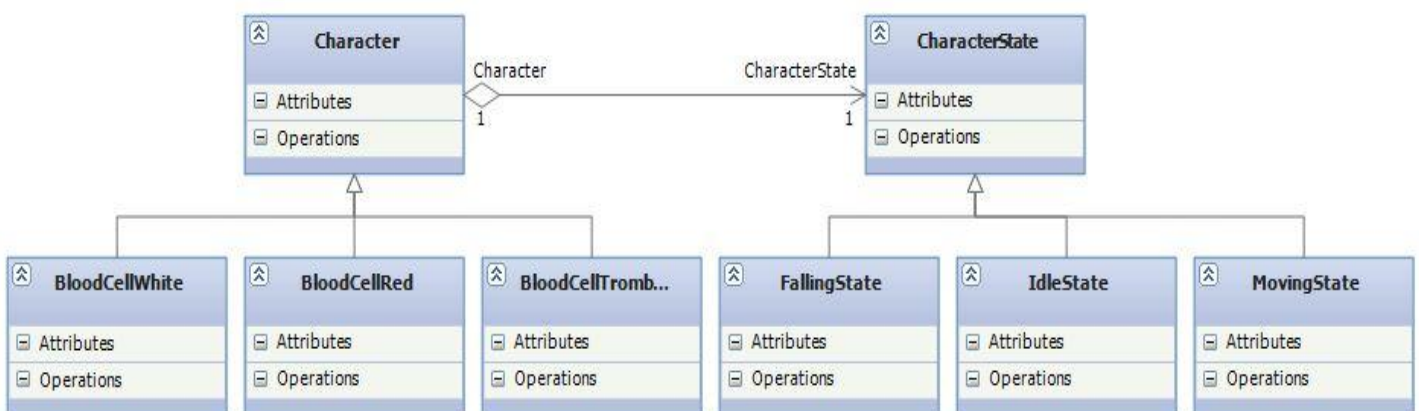 Character
Attributes
Operations
Character
1
CharacterState
1
CharacterState
Attributes
Operations
BloodCellWhite
Attributes
Operations
BloodCellRed
Attributes
Operations
BloodCellTromb...
Attributes
Operations
FallingState
Attributes
Operations
IdleState
Attributes
Operations
MovingState
Attributes
Operations